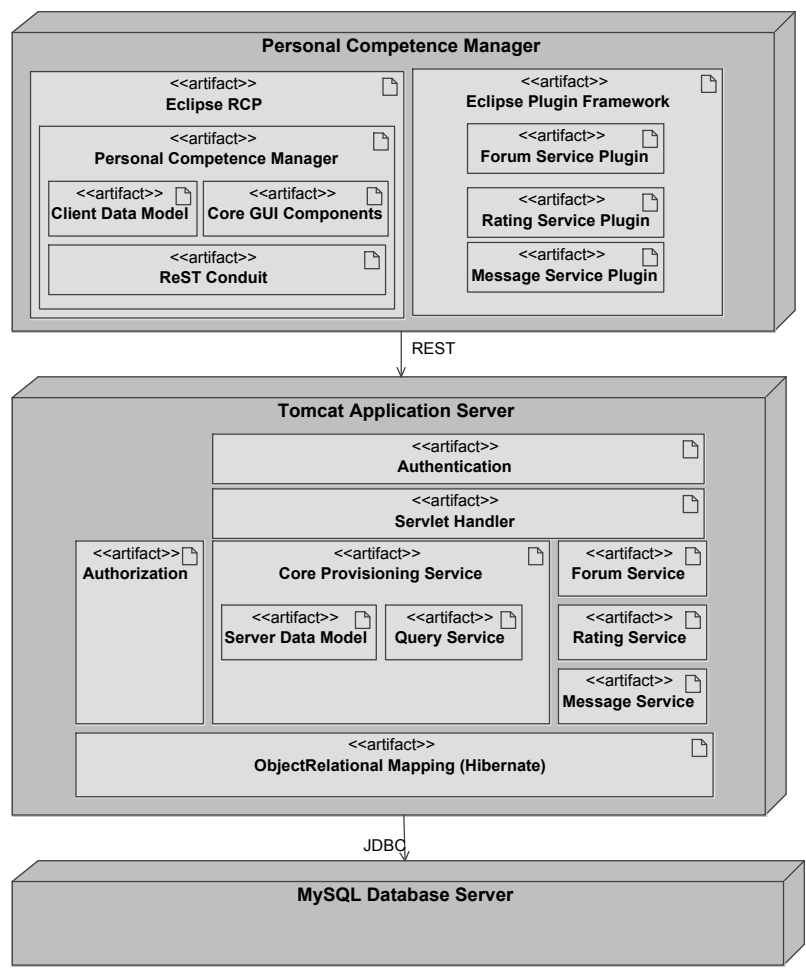 Personal Competence Manager
<<artifact>>
Eclipse RCP
<<artifact>>
Personal Competence Manager
<<artifact>>
Client Data Model
<<artifact>>
Core GUI Components
<<artifact>>
ReST Conduit
<<artifact>>
Eclipse Plugin Framework
<<artifact>>
Forum Service Plugin
<<artifact>>
Rating Service Plugin
<<artifact>>
Message Service Plugin
REST
Tomcat Application Server
<<artifact>>
Authentication
<<artifact>>
Servlet Handler
<<artifact>>
Authorization
<<artifact>>
Core Provisioning Service
<<artifact>>
Server Data Model
<<artifact>>
Query Service
<<artifact>>
Forum Service
<<artifact>>
Rating Service
<<artifact>>
Message Service
<<artifact>>
ObjectRelational Mapping (Hibernate)
JDBC
MySQL Database Server